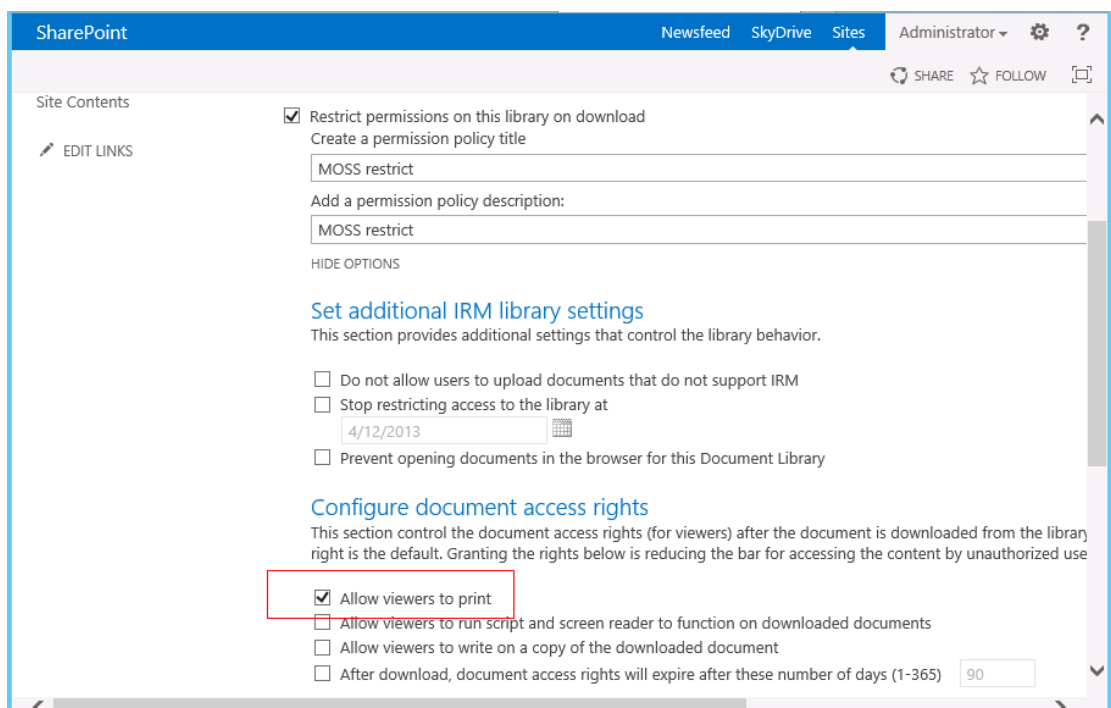 SharePoint
Newsfeed SkyDrive Sites Administrator ?
SHARE FOLLOW
Site Contents
EDIT LINKS
Restrict permissions on this library on download
Create a permission policy title
MOSS restrict
Add a permission policy description:
MOSS restrict
HIDE OPTIONS
Set additional IRM library settings
This section provides additional settings that control the library behavior.
Do not allow users to upload documents that do not support IRM
Stop restricting access to the library at
4/12/2013
Prevent opening documents in the browser for this Document Library
Configure document access rights
This section control the document access rights (for viewers) after the document is downloaded from the library
right is the default. Granting the rights below is reducing the bar for accessing the content by unauthorized use
Allow viewers to print
Allow viewers to run script and screen reader to function on downloaded documents
Allow viewers to write on a copy of the downloaded document
After download, document access rights will expire after these number of days (1-365) 90